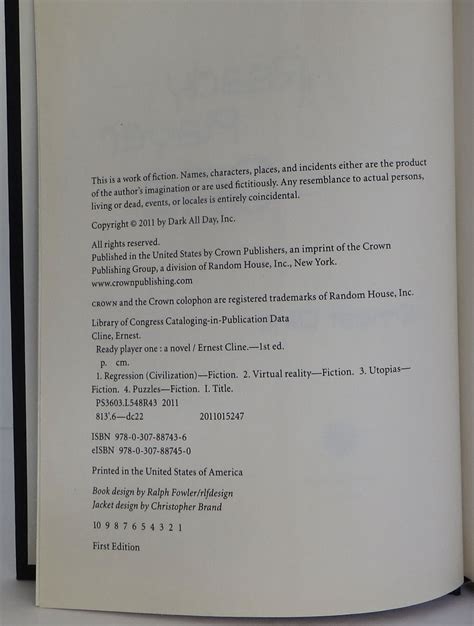 This is a work of fiction. Names, characters, places, and incidents either are the product
of the author's imagination or are used fictitiously. Any resemblance to actual persons,
living or dead, events, or locales is entirely coincidental.
Copyright © 2011 by Dark All Day, Inc.
All rights reserved.
Published in the United States by Crown Publishers, an imprint of the Crown
Publishing Group, a division of Random House, Inc., New York.
www.crownpublishing.com
CROWN and the Crown colophon are registered trademarks of Random House, Inc.
Library of Congress Cataloging-in-Publication Data
Cline, Ernest.
Ready player one : a novel / Ernest Cline.—1st ed.
p. cm.
1. Regression (Civilization)—Fiction. 2. Virtual reality—Fiction. 3. Utopias—
Fiction. 4. Puzzles—Fiction. I. Title.
PS3603.L548R43 2011
813'.6—dc22 2011015247
ISBN 978-0-307-88743-6
eISBN 978-0-307-88745-0
Printed in the United States of America
Book design by Ralph Fowler/rlfdesign
Jacket design by Christopher Brand
10 9 8 7 6 5 4 3 2 1
First Edition